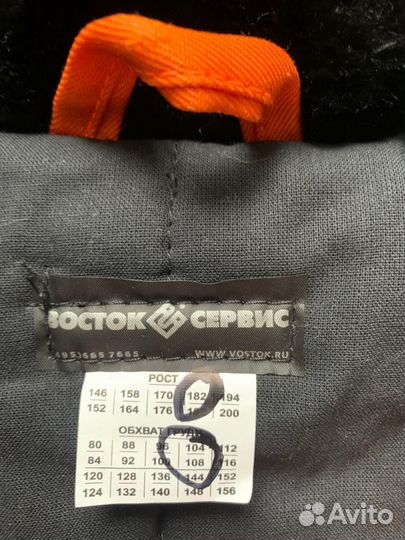 ВОСТОК СЕРВИС
495)665 7665 WWW.VOSTOK.RU
РОСТ
146 158 170 182 194
152 164 176 200
ОБХВАТ ГРУДИ
80 88 96 104 112
84 92 100 108 116
120 128 136 144 152
124 132 140 148 156
Avito